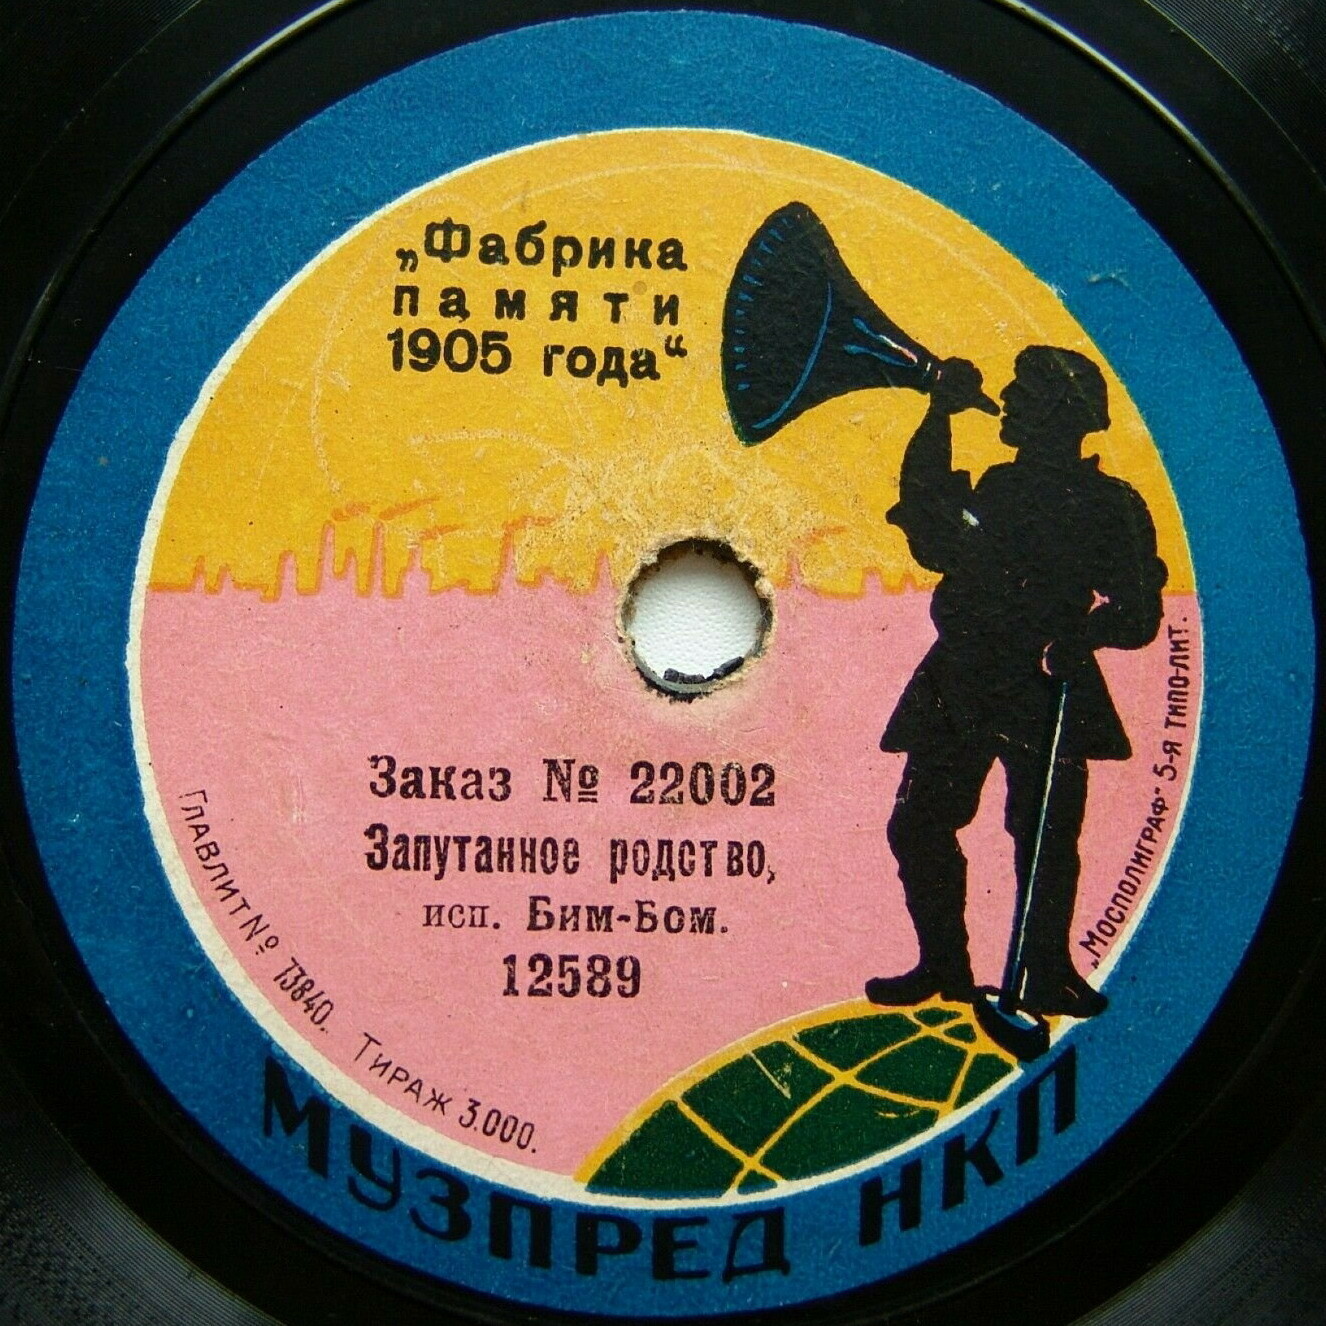 „Фабрика
памяти
1905 года“
Заказ № 22002
Запутанное родство,
исп. Бим-Бом.
12589
Главлит № 73840. Тираж 3.000.
„Мосполиграф“ 5-я типо-лит.
МУЗПРЕД НКП